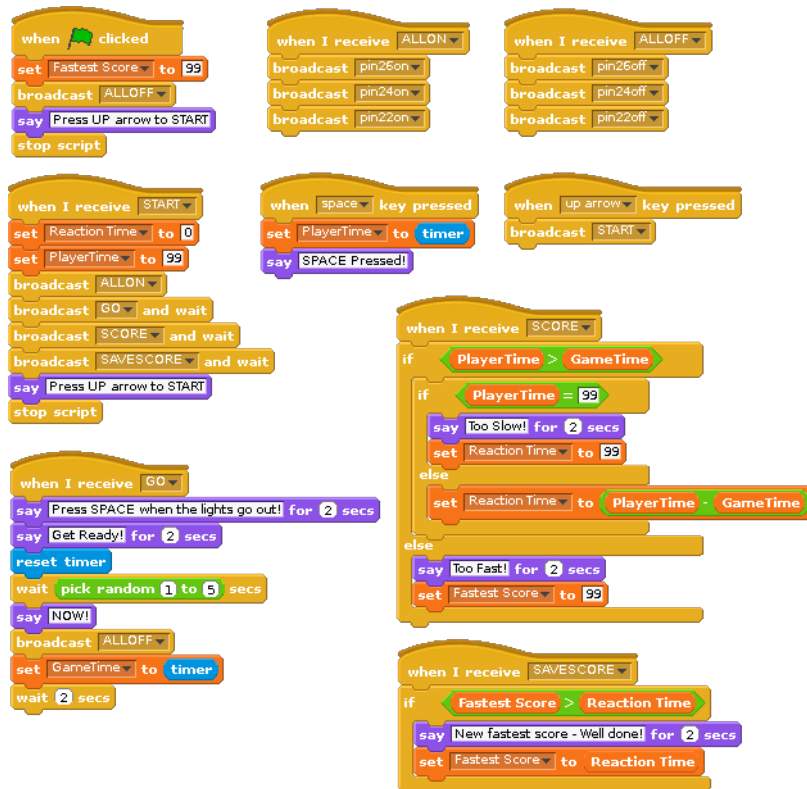 when clicked
set Fastest Score to 99
broadcast ALLOFF
say Press UP arrow to START
stop script
when I receive ALLON
broadcast pin26on
broadcast pin24on
broadcast pin22on
when I receive ALLOFF
broadcast pin26off
broadcast pin24off
broadcast pin22off
when I receive START
set Reaction Time to 0
set PlayerTime to 99
broadcast ALLON
broadcast GO and wait
broadcast SCORE and wait
broadcast SAVESCORE and wait
say Press UP arrow to START
stop script
when space key pressed
set PlayerTime to timer
say SPACE Pressed!
when up arrow key pressed
broadcast START
when I receive GO
say Press SPACE when the lights go out! for 2 secs
say Get Ready! for 2 secs
reset timer
wait pick random 1 to 5 secs
say NOW!
broadcast ALLOFF
set GameTime to timer
wait 2 secs
when I receive SCORE
if PlayerTime > GameTime
if PlayerTime = 99
say Too Slow! for 2 secs
set Reaction Time to 99
else
set Reaction Time to PlayerTime - GameTime
else
say Too Fast! for 2 secs
set Fastest Score to 99
when I receive SAVESCORE
if Fastest Score > Reaction Time
say New fastest score - Well done! for 2 secs
set Fastest Score to Reaction Time